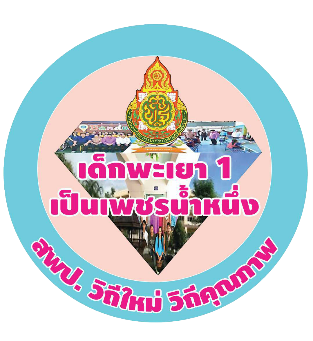 เด็กพะเยา 1
เป็นเพชรน้ำหนึ่ง
สพป. วิถีใหม่ วิถีคุณภาพ